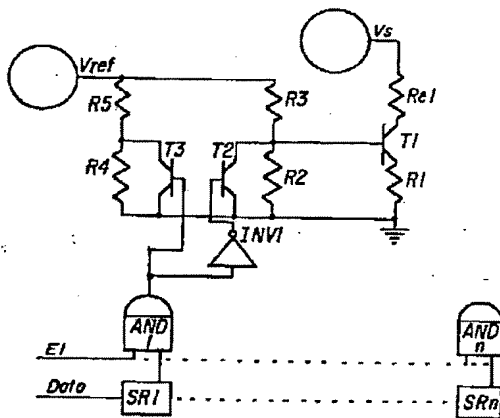 Vs
Vref
R5
R3
Re1
T3
T2
T1
R4
R2
R1
INV1
AND
1
AND
n
E1
Data
SR1
SRn